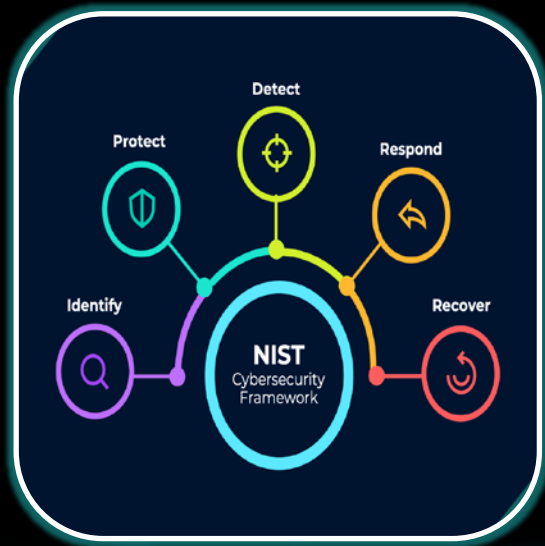 Detect
Protect
Respond
Identify
Recover
NIST
Cybersecurity
Framework